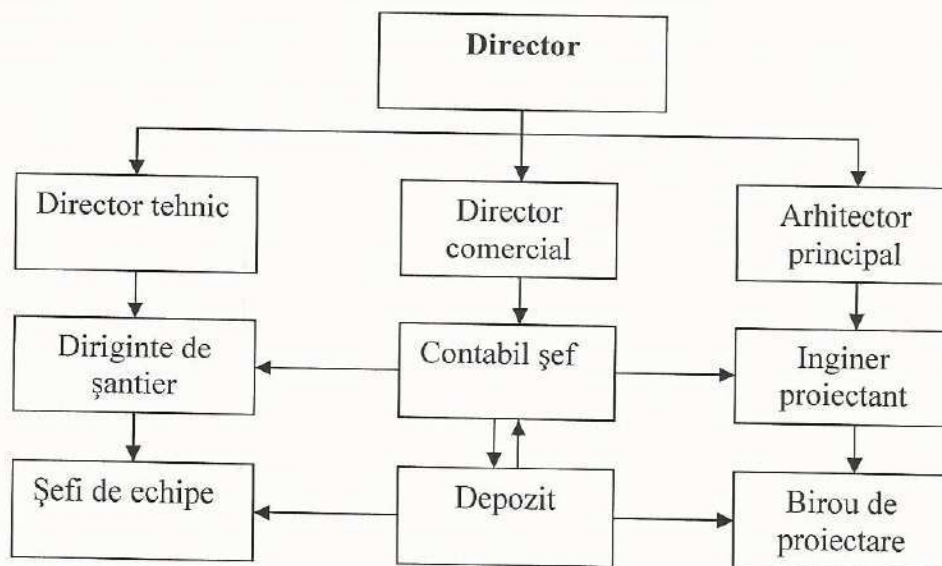 Director
Director tehnic
Director
comercial
Arhitector
principal
Diriginte de
şantier
Contabil şef
Inginer
proiectant
Şefi de echipe
Depozit
Birou de
proiectare